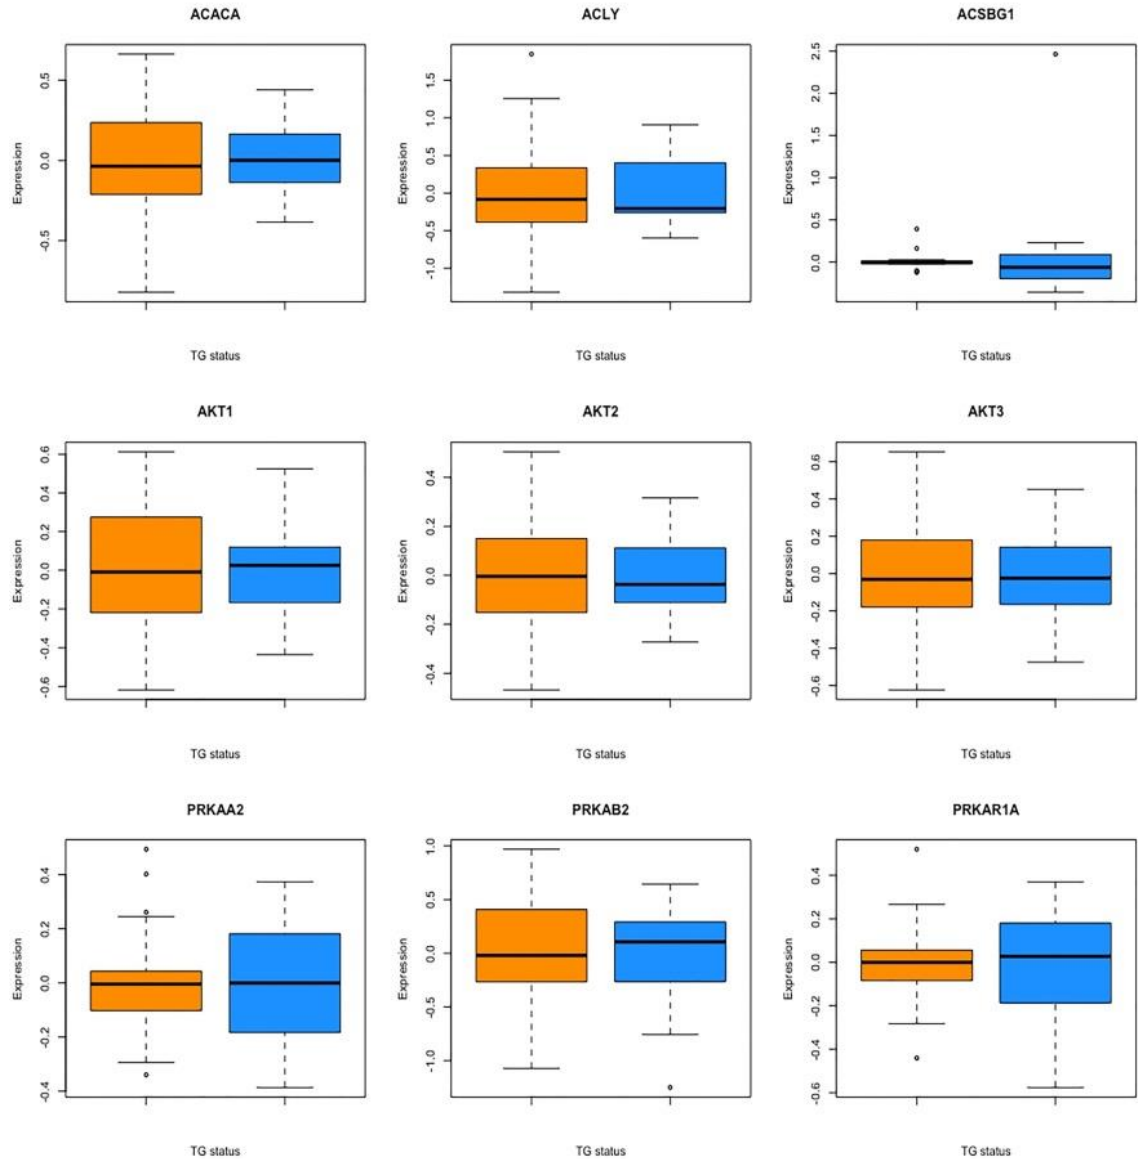 ACACA
ACLY
ACSBG1
Expression
0.5
0.0
-0.5
TG status
Expression
1.5
1.0
0.5
0.0
-0.5
-1.0
TG status
Expression
2.5
2.0
1.5
1.0
0.5
0.0
TG status
AKT1
AKT2
AKT3
Expression
0.6
0.4
0.2
0.0
-0.2
-0.4
-0.6
TG status
Expression
0.4
0.2
0.0
-0.2
-0.4
TG status
Expression
0.6
0.4
0.2
0.0
-0.2
-0.4
-0.6
TG status
PRKAA2
PRKAB2
PRKAR1A
Expression
0.4
0.2
0.0
-0.2
-0.4
TG status
Expression
1.0
0.5
0.0
-0.5
-1.0
TG status
Expression
0.4
0.2
0.0
-0.2
-0.4
-0.6
TG status